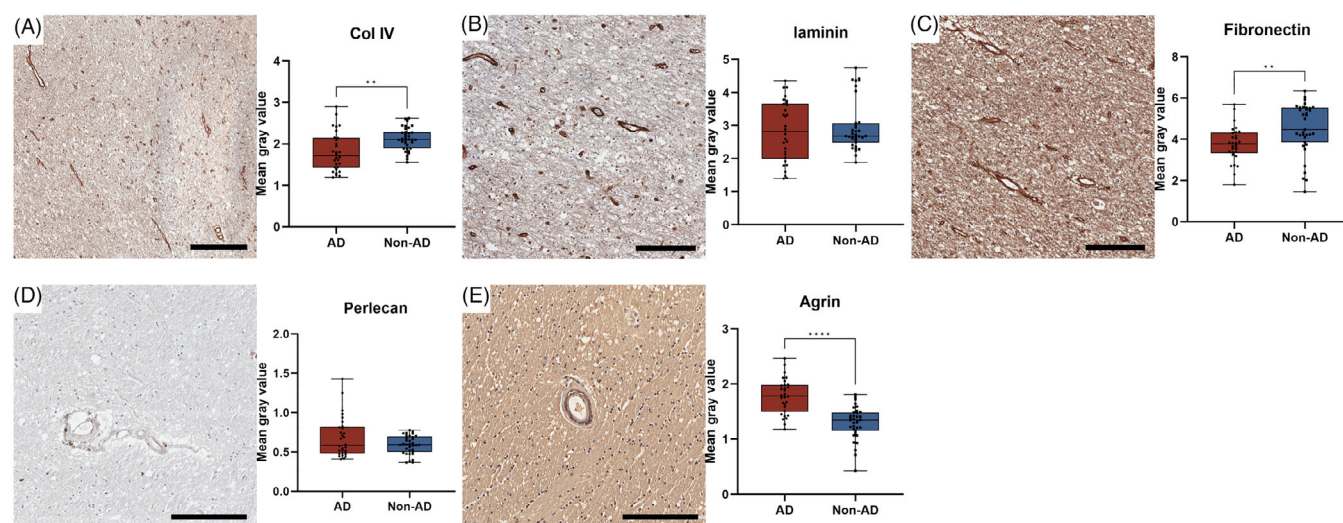 (A)
Col IV
Mean gray value
4
3
2
1
0
**
AD
Non-AD
(B)
laminin
Mean gray value
5
4
3
2
1
0
AD
Non-AD
(C)
Fibronectin
Mean gray value
8
6
4
2
0
**
AD
Non-AD
(D)
Perlecan
Mean gray value
2.0
1.5
1.0
0.5
0.0
AD
Non-AD
(E)
Agrin
Mean gray value
3
2
1
0
****
AD
Non-AD